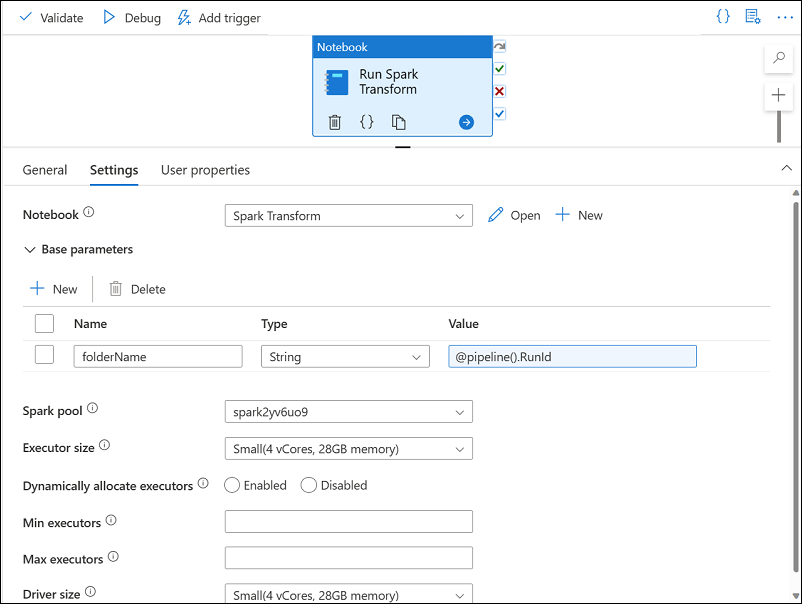 Validate Debug Add trigger
Notebook
Run Spark
Transform
General Settings User properties
Notebook Spark Transform Open New
Base parameters
New Delete
Name Type Value
folderName String @pipeline().RunId
Spark pool spark2yv6uo9
Executor size Small(4 vCores, 28GB memory)
Dynamically allocate executors Enabled Disabled
Min executors
Max executors
Driver size Small(4 vCores, 28GB memory)